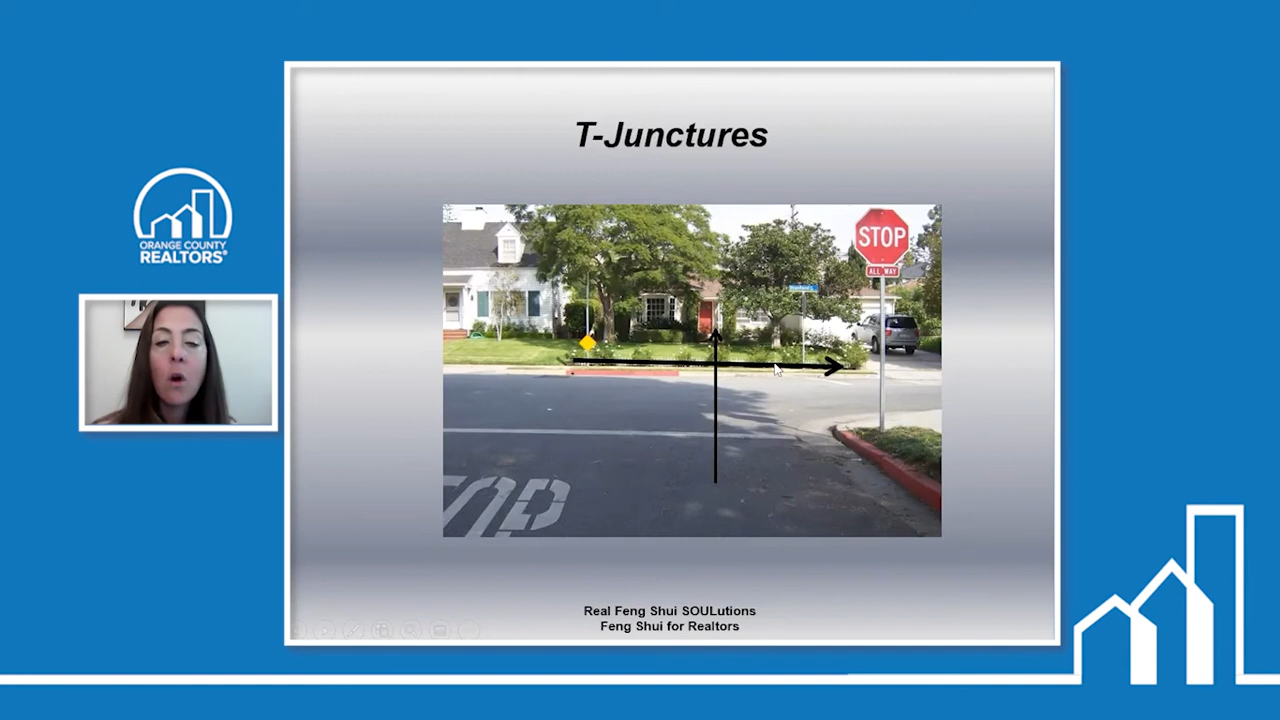 T-Junctures
ORANGE COUNTY
REALTORS®
STOP
ALL WAY
Real Feng Shui SOULutions
Feng Shui for Realtors